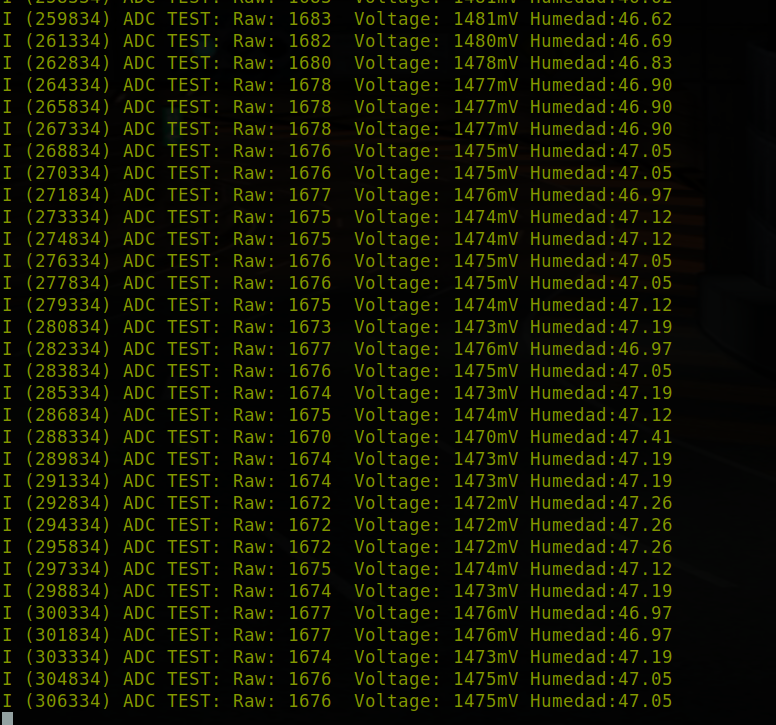 I (259834) ADC TEST: Raw: 1683  Voltage: 1481mV Humedad:46.62
I (261334) ADC TEST: Raw: 1682  Voltage: 1480mV Humedad:46.69
I (262834) ADC TEST: Raw: 1680  Voltage: 1478mV Humedad:46.83
I (264334) ADC TEST: Raw: 1678  Voltage: 1477mV Humedad:46.90
I (265834) ADC TEST: Raw: 1678  Voltage: 1477mV Humedad:46.90
I (267334) ADC TEST: Raw: 1678  Voltage: 1477mV Humedad:46.90
I (268834) ADC TEST: Raw: 1676  Voltage: 1475mV Humedad:47.05
I (270334) ADC TEST: Raw: 1676  Voltage: 1475mV Humedad:47.05
I (271834) ADC TEST: Raw: 1677  Voltage: 1476mV Humedad:46.97
I (273334) ADC TEST: Raw: 1675  Voltage: 1474mV Humedad:47.12
I (274834) ADC TEST: Raw: 1675  Voltage: 1474mV Humedad:47.12
I (276334) ADC TEST: Raw: 1676  Voltage: 1475mV Humedad:47.05
I (277834) ADC TEST: Raw: 1676  Voltage: 1475mV Humedad:47.05
I (279334) ADC TEST: Raw: 1675  Voltage: 1474mV Humedad:47.12
I (280834) ADC TEST: Raw: 1673  Voltage: 1473mV Humedad:47.19
I (282334) ADC TEST: Raw: 1677  Voltage: 1476mV Humedad:46.97
I (283834) ADC TEST: Raw: 1676  Voltage: 1475mV Humedad:47.05
I (285334) ADC TEST: Raw: 1674  Voltage: 1473mV Humedad:47.19
I (286834) ADC TEST: Raw: 1675  Voltage: 1474mV Humedad:47.12
I (288334) ADC TEST: Raw: 1670  Voltage: 1470mV Humedad:47.41
I (289834) ADC TEST: Raw: 1674  Voltage: 1473mV Humedad:47.19
I (291334) ADC TEST: Raw: 1674  Voltage: 1473mV Humedad:47.19
I (292834) ADC TEST: Raw: 1672  Voltage: 1472mV Humedad:47.26
I (294334) ADC TEST: Raw: 1672  Voltage: 1472mV Humedad:47.26
I (295834) ADC TEST: Raw: 1672  Voltage: 1472mV Humedad:47.26
I (297334) ADC TEST: Raw: 1675  Voltage: 1474mV Humedad:47.12
I (298834) ADC TEST: Raw: 1674  Voltage: 1473mV Humedad:47.19
I (300334) ADC TEST: Raw: 1677  Voltage: 1476mV Humedad:46.97
I (301834) ADC TEST: Raw: 1677  Voltage: 1476mV Humedad:46.97
I (303334) ADC TEST: Raw: 1674  Voltage: 1473mV Humedad:47.19
I (304834) ADC TEST: Raw: 1676  Voltage: 1475mV Humedad:47.05
I (306334) ADC TEST: Raw: 1676  Voltage: 1475mV Humedad:47.05